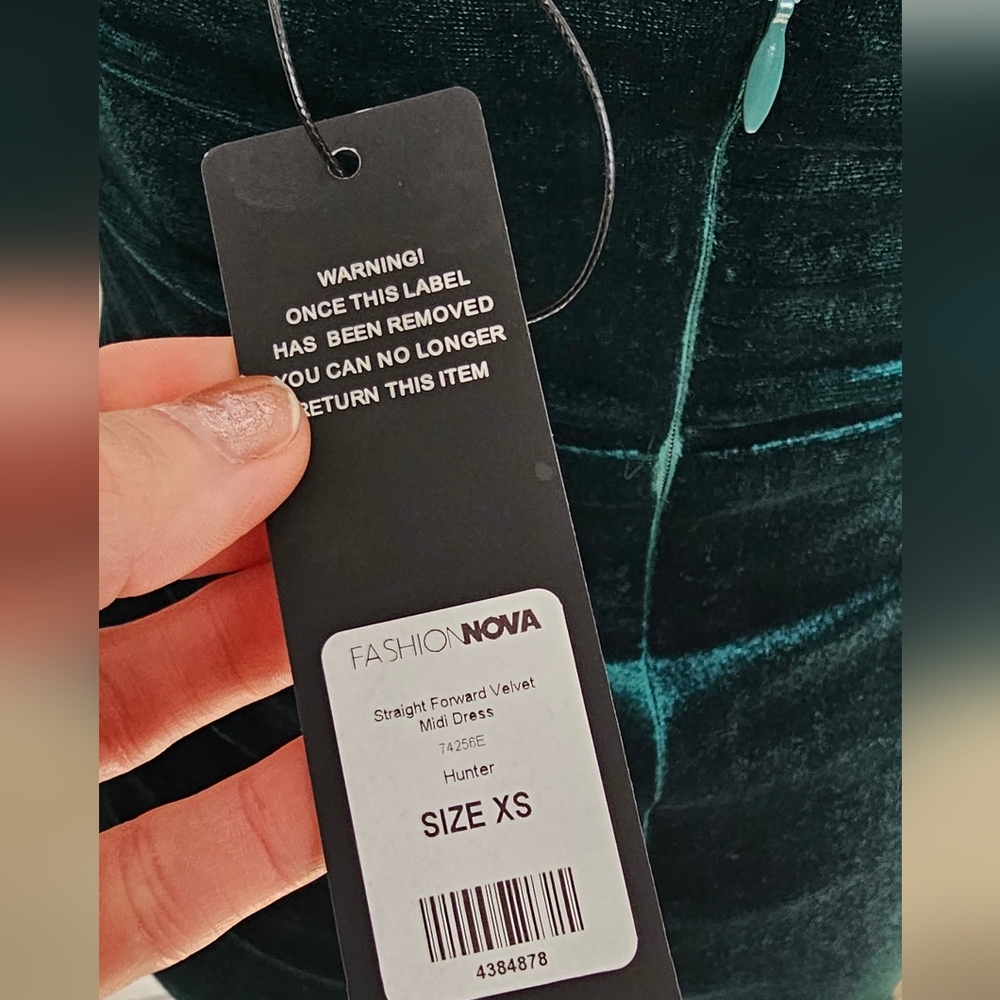 WARNING!
ONCE THIS LABEL
HAS BEEN REMOVED
YOU CAN NO LONGER
RETURN THIS ITEM
FASHIONNOVA
Straight Forward Velvet
Midi Dress
74256E
Hunter
SIZE XS
4384878